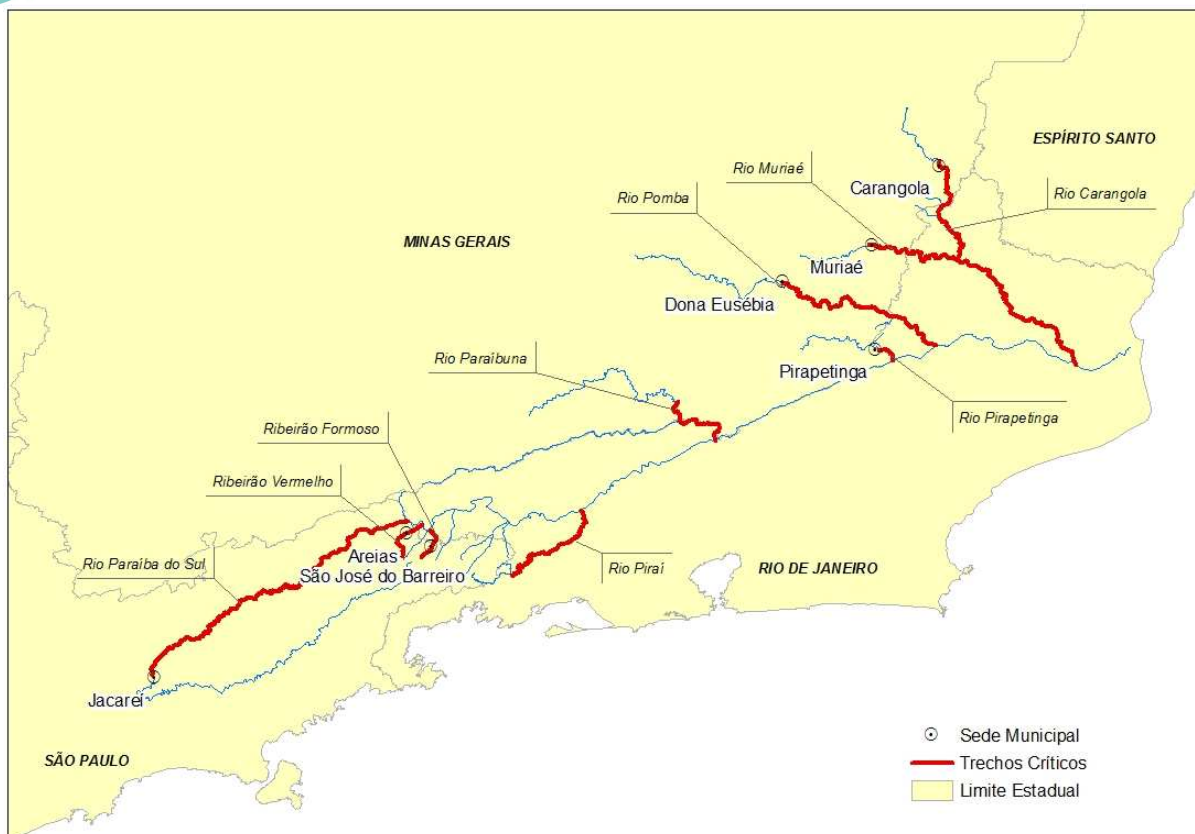 ESPÍRITO SANTO
Rio Muriaé
Carangola
Rio Carangola
Rio Pomba
MINAS GERAIS
Muriaé
Dona Eusébia
Rio Paraíbuna
Pirapetinga
Rio Pirapetinga
Ribeirão Formoso
Ribeirão Vermelho
Areias
São José do Barreiro
Rio Paraíba do Sul
Rio Piraí
RIO DE JANEIRO
Jacareí
SÃO PAULO
Sede Municipal
Trechos Críticos
Limite Estadual